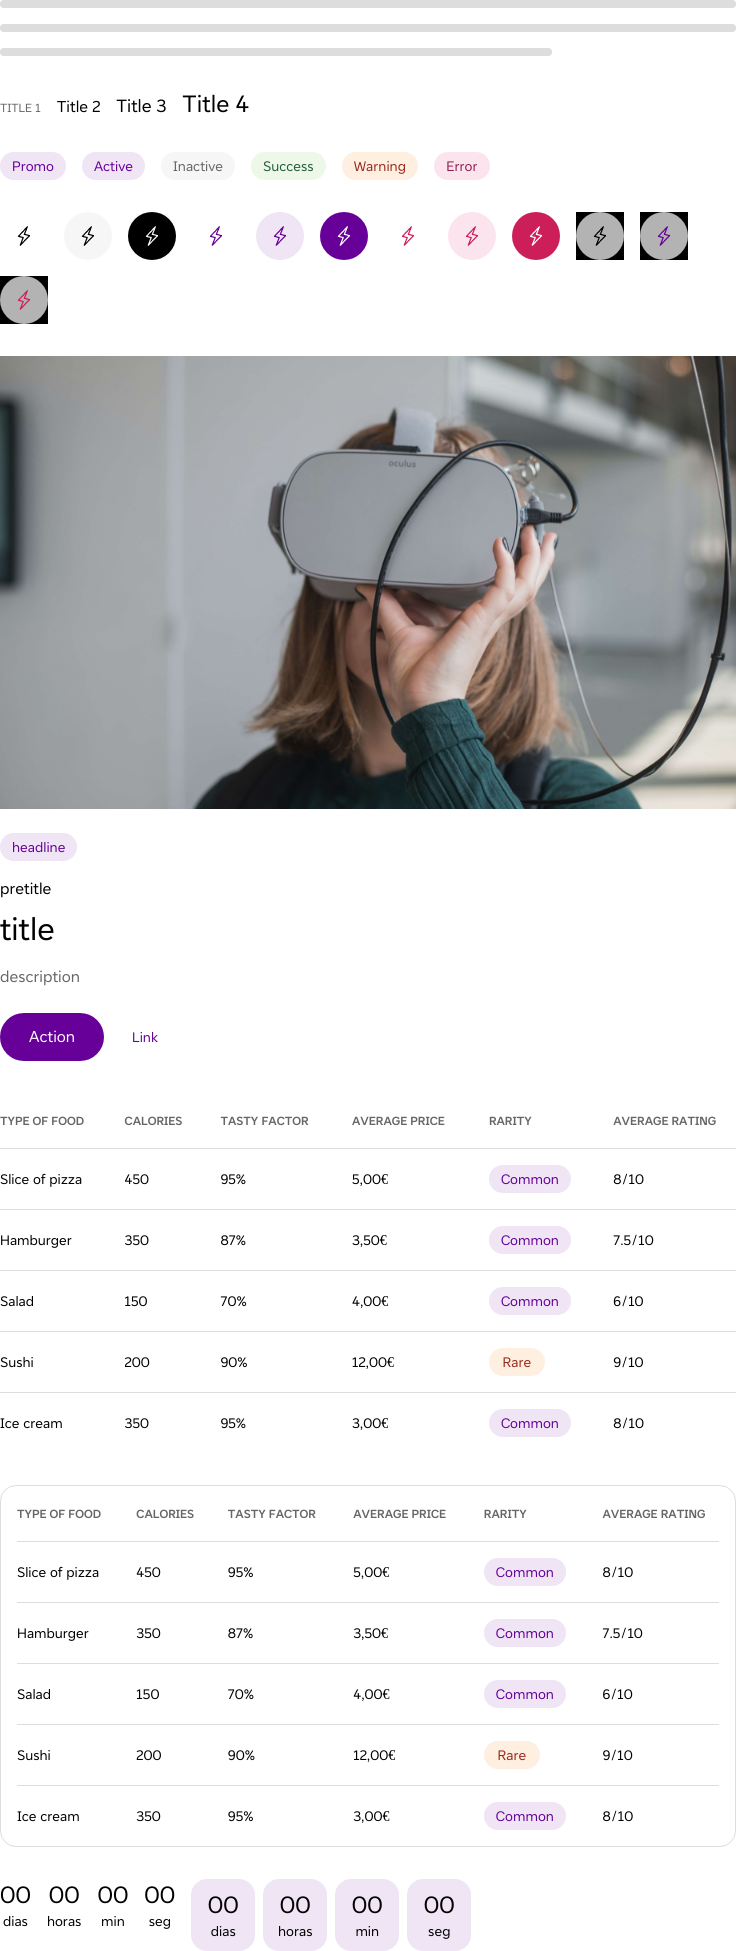 TITLE 1 Title 2 Title 3 Title 4
Promo Active Inactive Success Warning Error
oculus
headline
pretitle
title
description
Action Link
TYPE OF FOOD CALORIES TASTY FACTOR AVERAGE PRICE RARITY AVERAGE RATING
Slice of pizza 450 95% 5,00€ Common 8/10
Hamburger 350 87% 3,50€ Common 7.5/10
Salad 150 70% 4,00€ Common 6/10
Sushi 200 90% 12,00€ Rare 9/10
Ice cream 350 95% 3,00€ Common 8/10
TYPE OF FOOD CALORIES TASTY FACTOR AVERAGE PRICE RARITY AVERAGE RATING
Slice of pizza 450 95% 5,00€ Common 8/10
Hamburger 350 87% 3,50€ Common 7.5/10
Salad 150 70% 4,00€ Common 6/10
Sushi 200 90% 12,00€ Rare 9/10
Ice cream 350 95% 3,00€ Common 8/10
00 00 00 00 00 00 00 00
dias horas min seg dias horas min seg